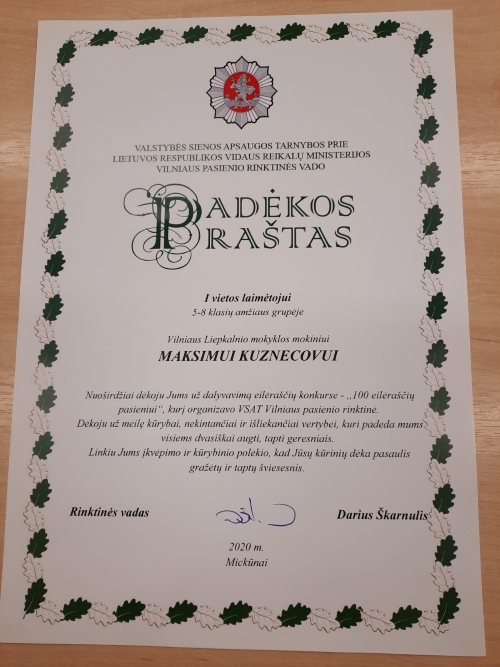 VALSTYBĖS SIENOS APSAUGOS TARNYBOS PRIE
LIETUVOS RESPUBLIKOS VIDAUS REIKALŲ MINISTERIJOS
VILNIAUS PASIENIO RINKTINĖS VADO
PADĖKOS
RAŠTAS
I vietos laimėtojui
5-8 klasių amžiaus grupėje
Vilniaus Liepkalnio mokyklos mokiniui
MAKSIMUI KUZNECOVUI
Nuoširdžiai dėkoju Jums už dalyvavimą eilėraščių konkurse - „100 eilėraščių
pasieniui“, kurį organizavo VSAT Vilniaus pasienio rinktinė.
Dėkoju už meilę kūrybai, nekintančiai ir išliekančiai vertybei, kuri padeda mums
visiems dvasiškai augti, tapti geresniais.
Linkiu Jums įkvėpimo ir kūrybinio polėkio, kad Jūsų kūrinių dėka pasaulis
gražėtų ir taptų šviesesnis.
Rinktinės vadas
Darius Škarnulis
2020 m.
Mickūnai